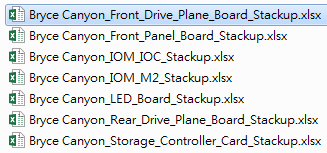 Bryce Canyon_Front_Drive_Plane_Board_Stackup.xlsx
Bryce Canyon_Front_Panel_Board_Stackup.xlsx
Bryce Canyon_IOM_IOC_Stackup.xlsx
Bryce Canyon_IOM_M2_Stackup.xlsx
Bryce Canyon_LED_Board_Stackup.xlsx
Bryce Canyon_Rear_Drive_Plane_Board_Stackup.xlsx
Bryce Canyon_Storage_Controller_Card_Stackup.xlsx